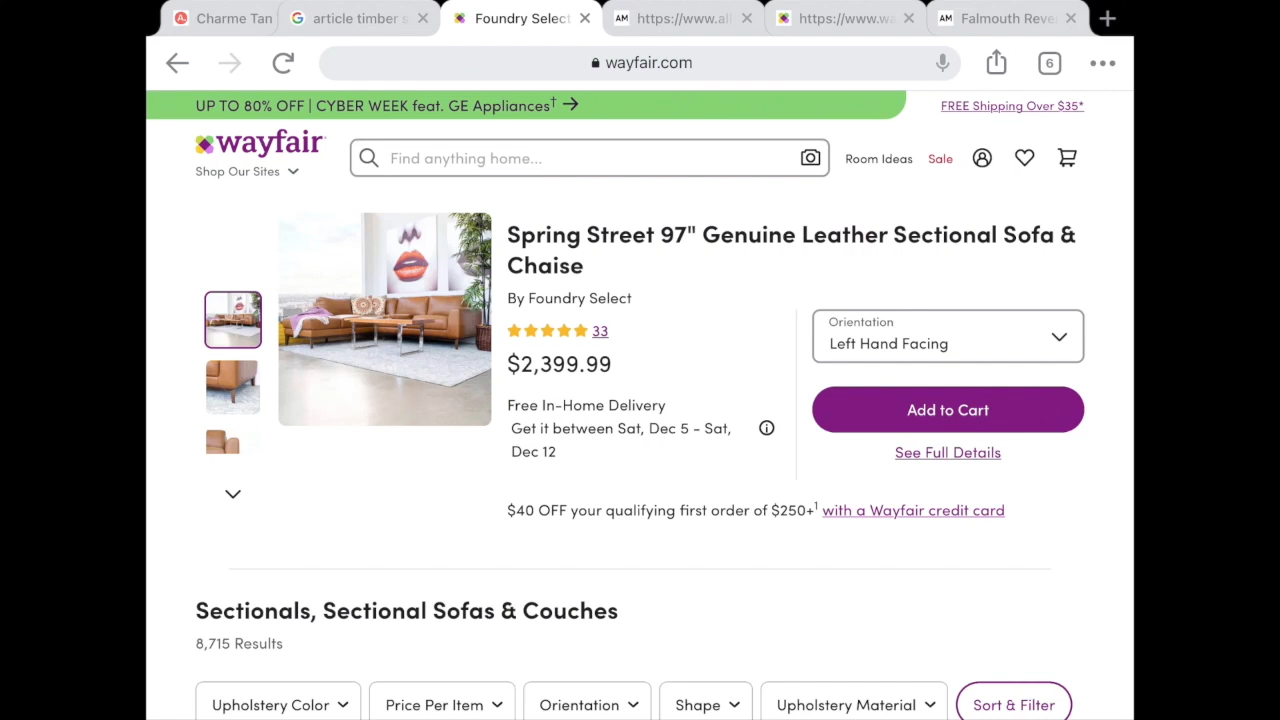 Charme Tan
article timber s
Foundry Select
https://www.all
https://www.wa
Falmouth Reve
wayfair.com
6
UP TO 80% OFF | CYBER WEEK feat. GE Appliances† →
FREE Shipping Over $35*
wayfair
Shop Our Sites
Find anything home...
Room Ideas
Sale
Spring Street 97" Genuine Leather Sectional Sofa &
Chaise
By Foundry Select
33
$2,399.99
Free In-Home Delivery
Get it between Sat, Dec 5 - Sat,
Dec 12
Orientation
Left Hand Facing
Add to Cart
See Full Details
$40 OFF your qualifying first order of $250+1 with a Wayfair credit card
Sectionals, Sectional Sofas & Couches
8,715 Results
Upholstery Color
Price Per Item
Orientation
Shape
Upholstery Material
Sort & Filter